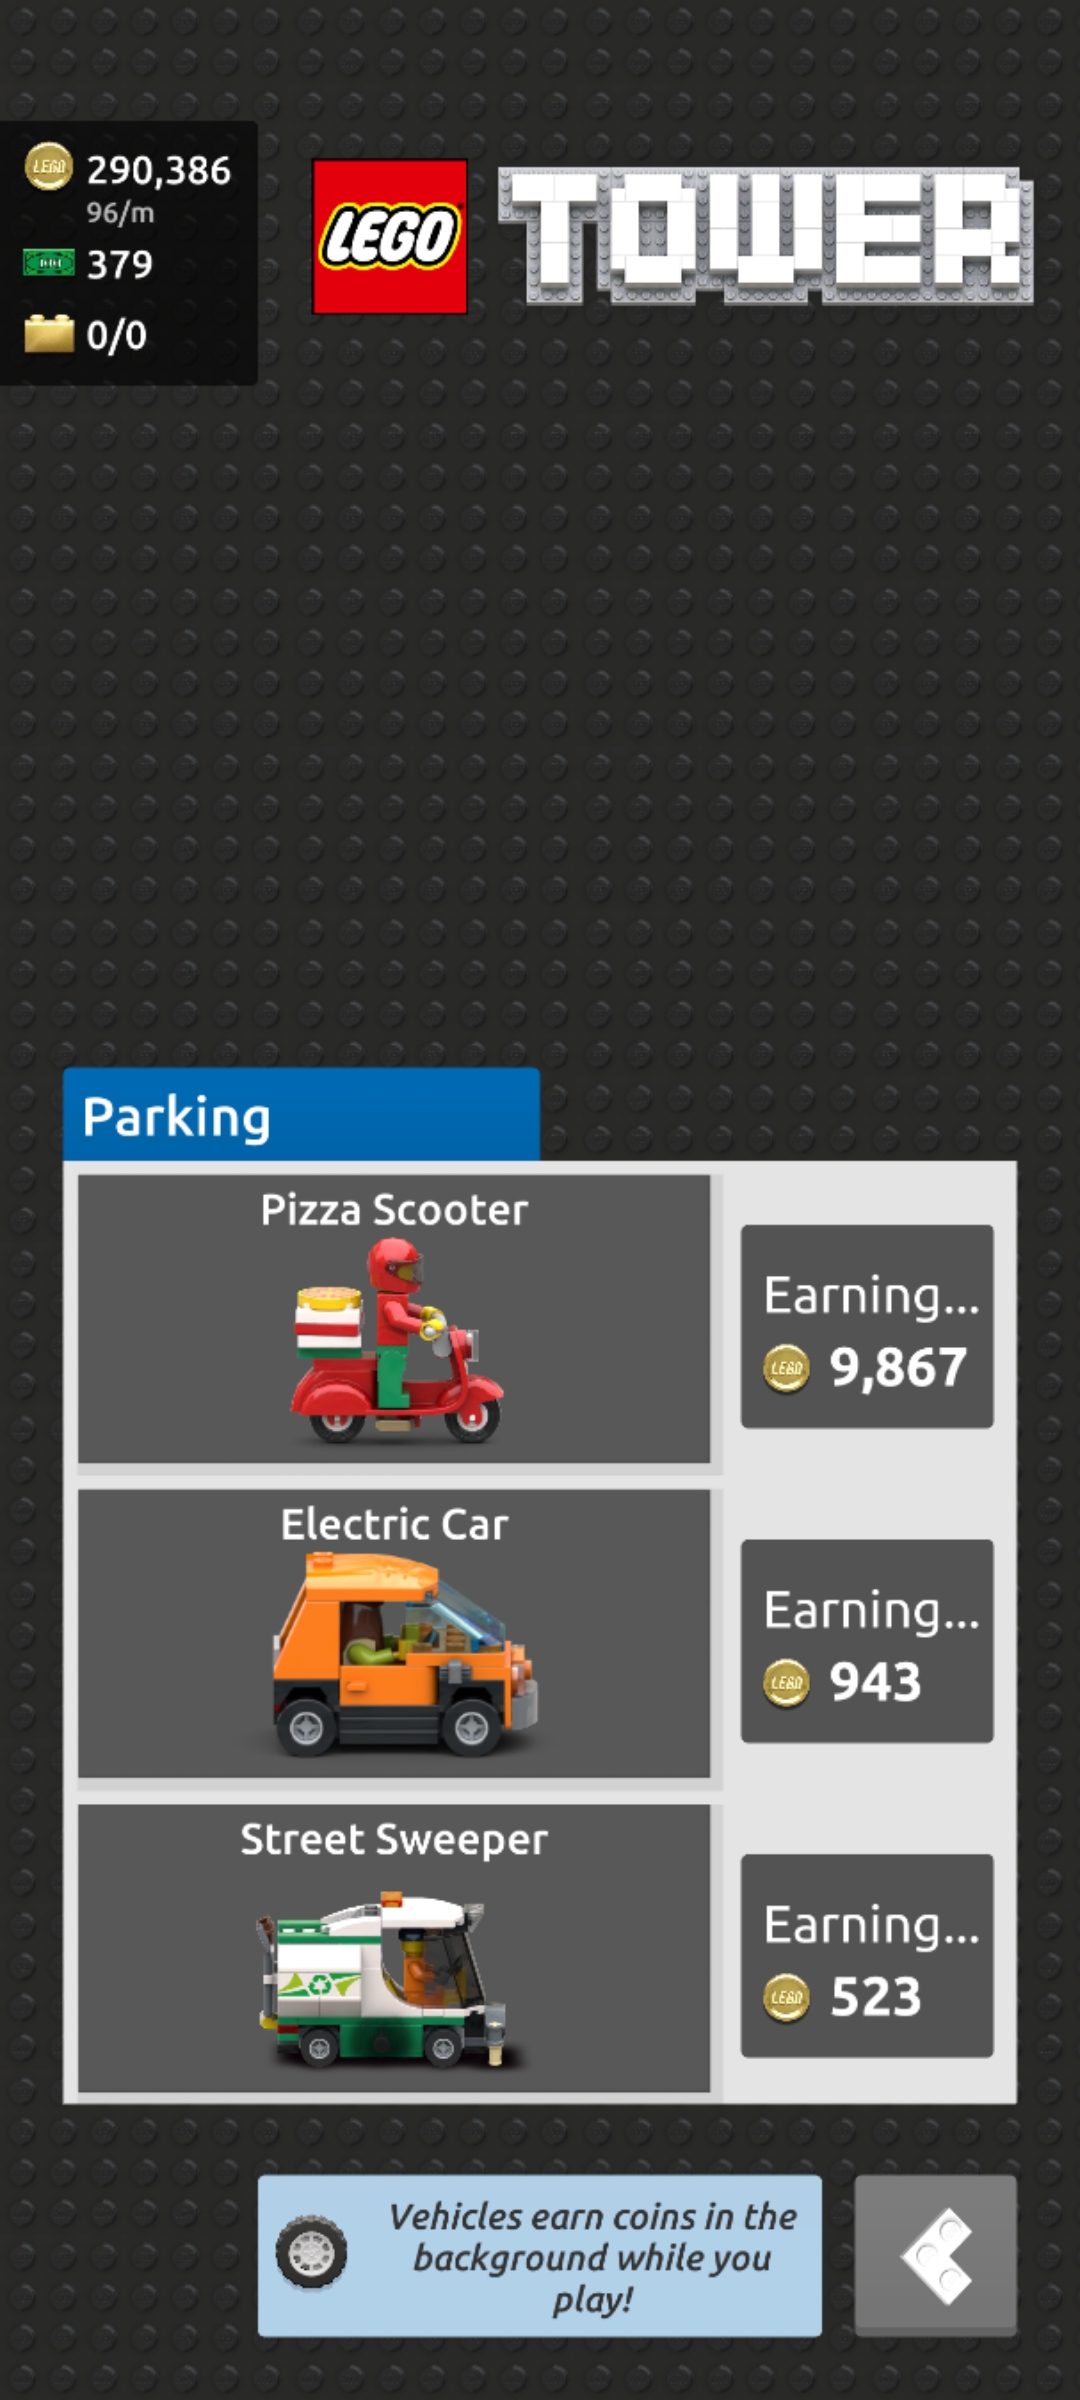 290,386
96/m
379
0/0
LEGO TOWER
Parking
Pizza Scooter
Earning...
9,867
Electric Car
Earning...
943
Street Sweeper
Earning...
523
Vehicles earn coins in the
background while you
play!